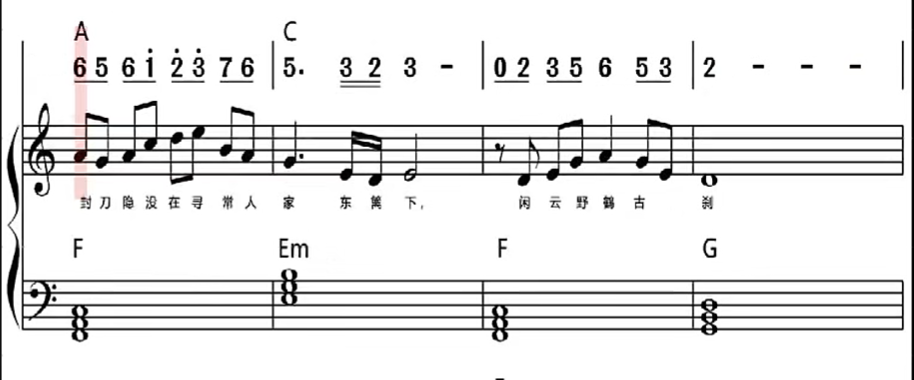 A C
6 5 6 1̇ 2̇ 3̇ 7 6 5. 3 2 3 - 0 2 3 5 6 5 3 2 - - -
封 刀 隐 没 在 寻 常 人 家 东 篱 下, 闲 云 野 鹤 古 刹
F Em F G